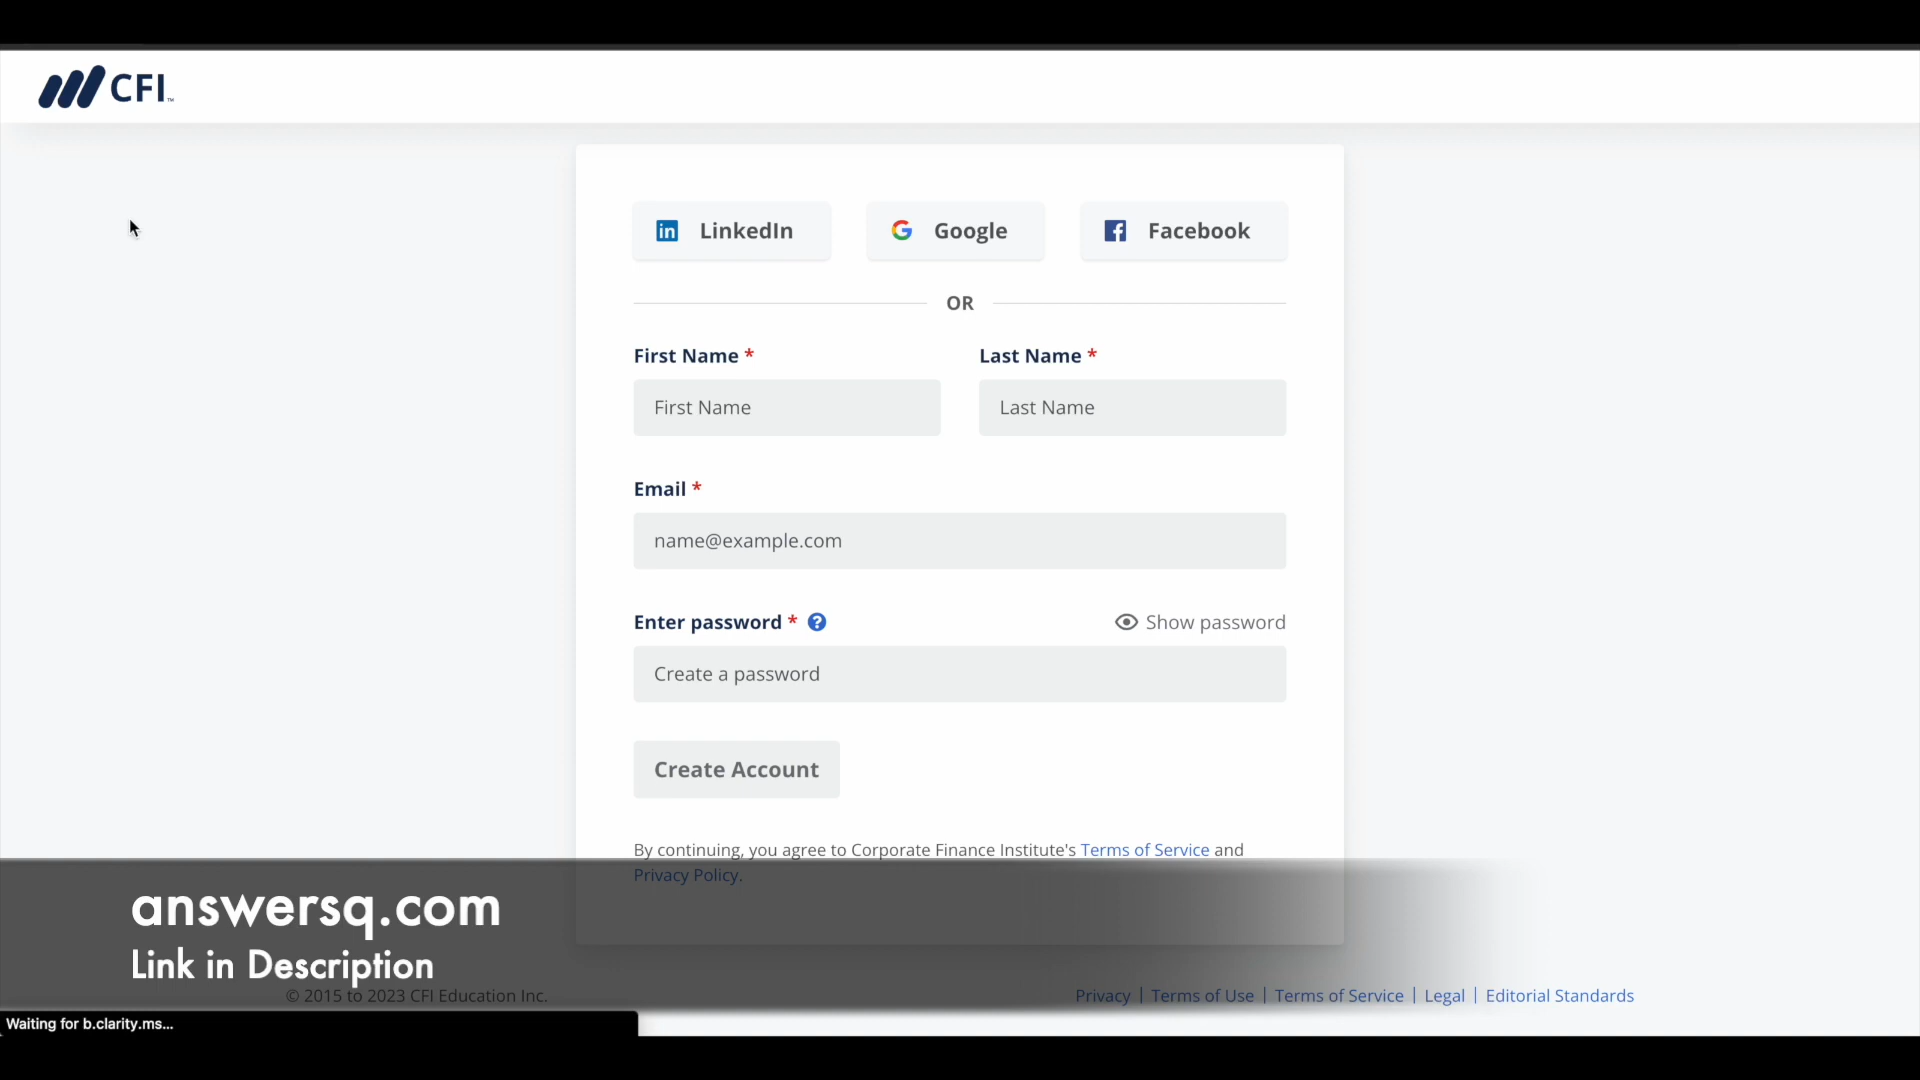 CFI™
LinkedIn
Google
Facebook
OR
First Name *
Last Name *
First Name
Last Name
Email *
name@example.com
Enter password * ?
Show password
Create a password
Create Account
By continuing, you agree to Corporate Finance Institute's Terms of Service and
Privacy Policy.
answersq.com
Link in Description
© 2015 to 2023 CFI Education Inc.
Privacy | Terms of Use | Terms of Service | Legal | Editorial Standards
Waiting for b.clarity.ms...